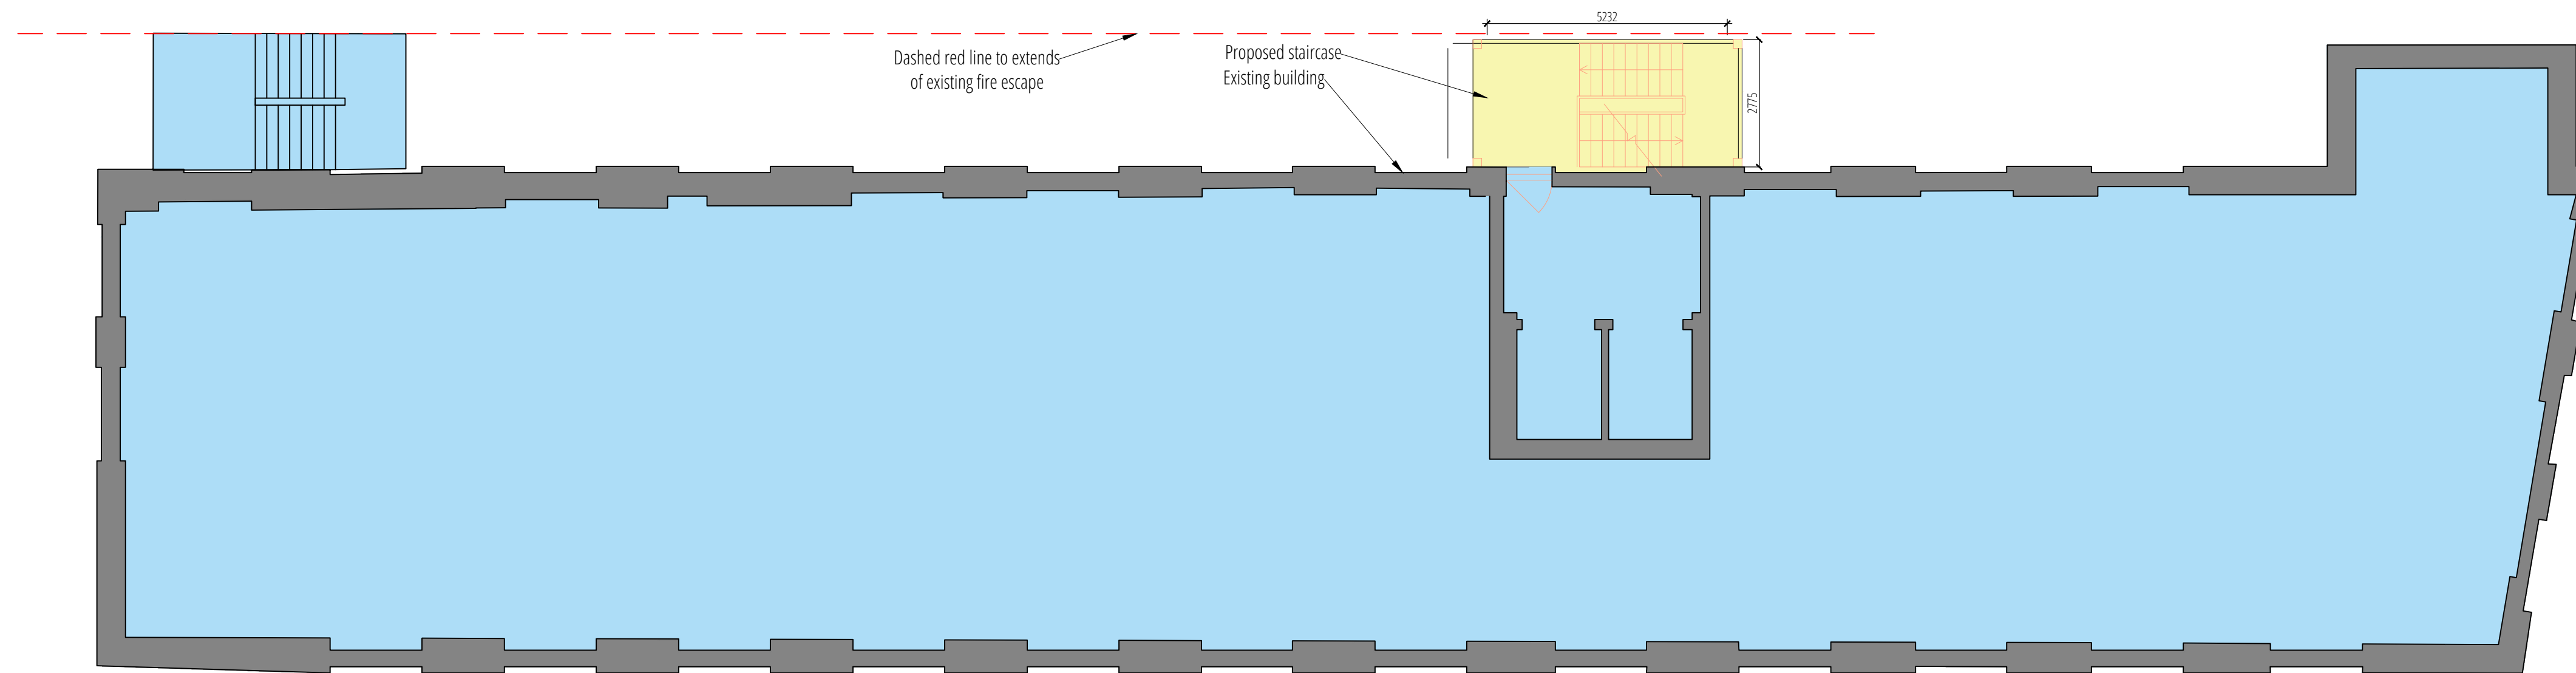 5232
Dashed red line to extends
of existing fire escape
Proposed staircase
Existing building
2775